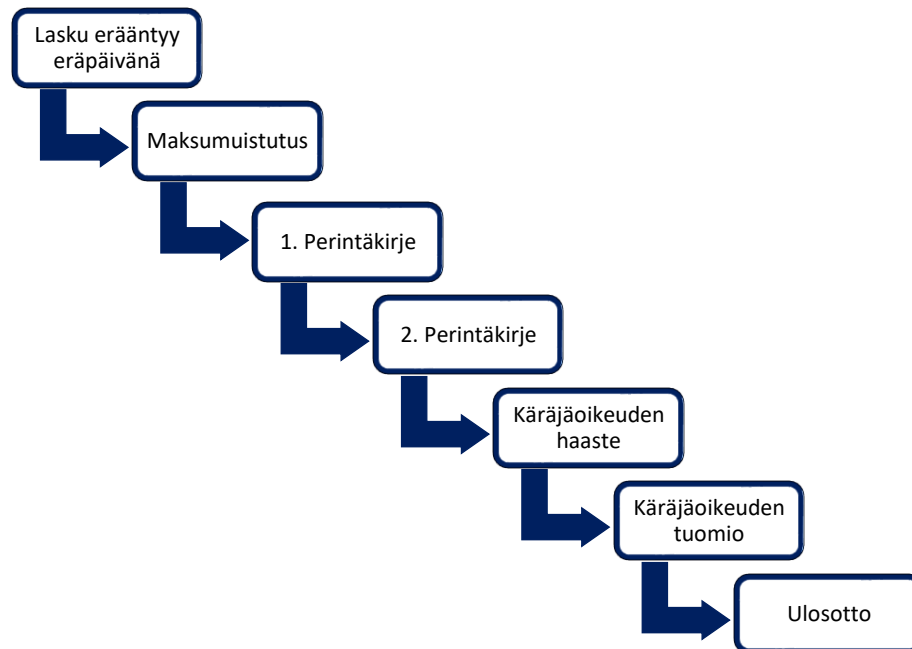 Lasku erääntyy
eräpäivänä
Maksumuistutus
1. Perintäkirje
2. Perintäkirje
Käräjäoikeuden
haaste
Käräjäoikeuden
tuomio
Ulosotto